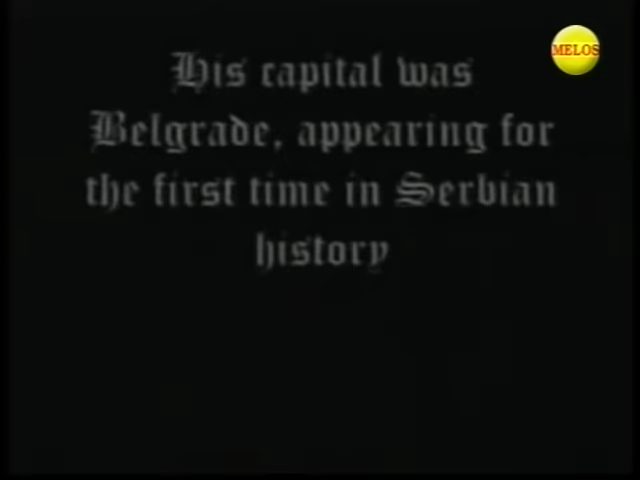 MELOS
His capital was
Belgrade, appearing for
the first time in Serbian
history